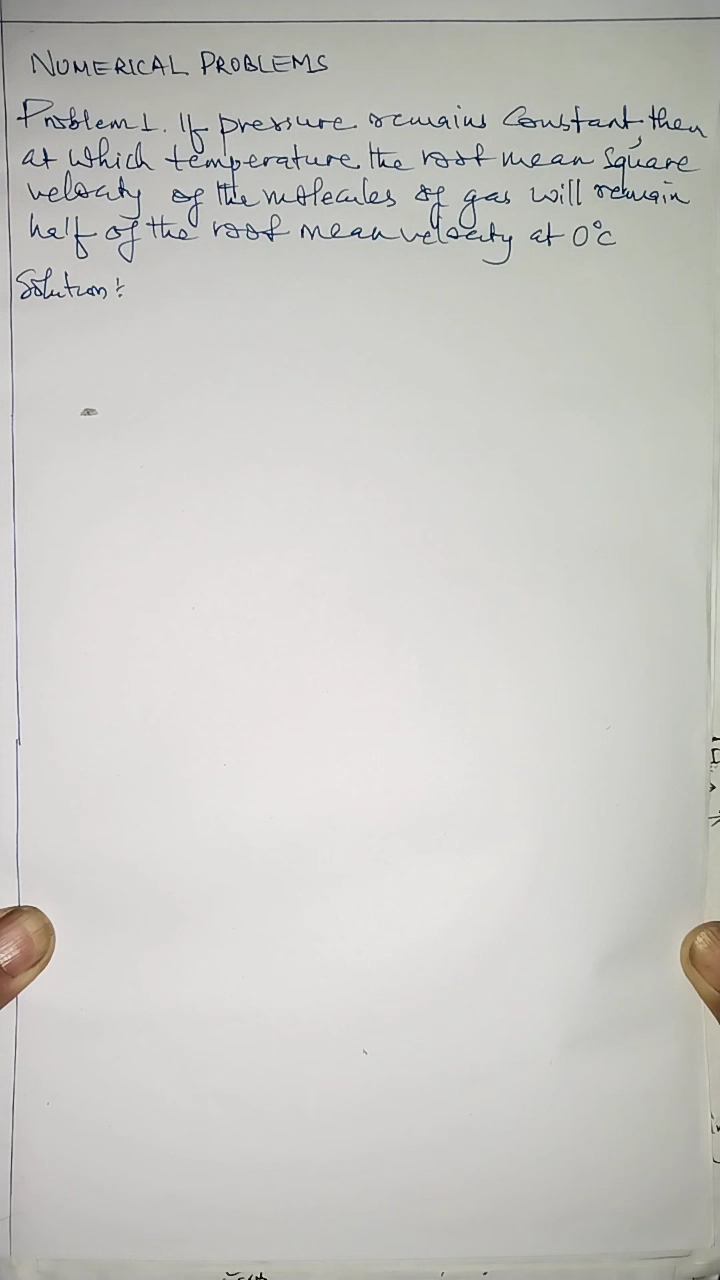 NUMERICAL PROBLEMS
Problem 1. If pressure remains Constant, then
at which temperature the root mean square
velocity of the molecules of gas will remain
half of the root mean velocity at 0°C
Solution: